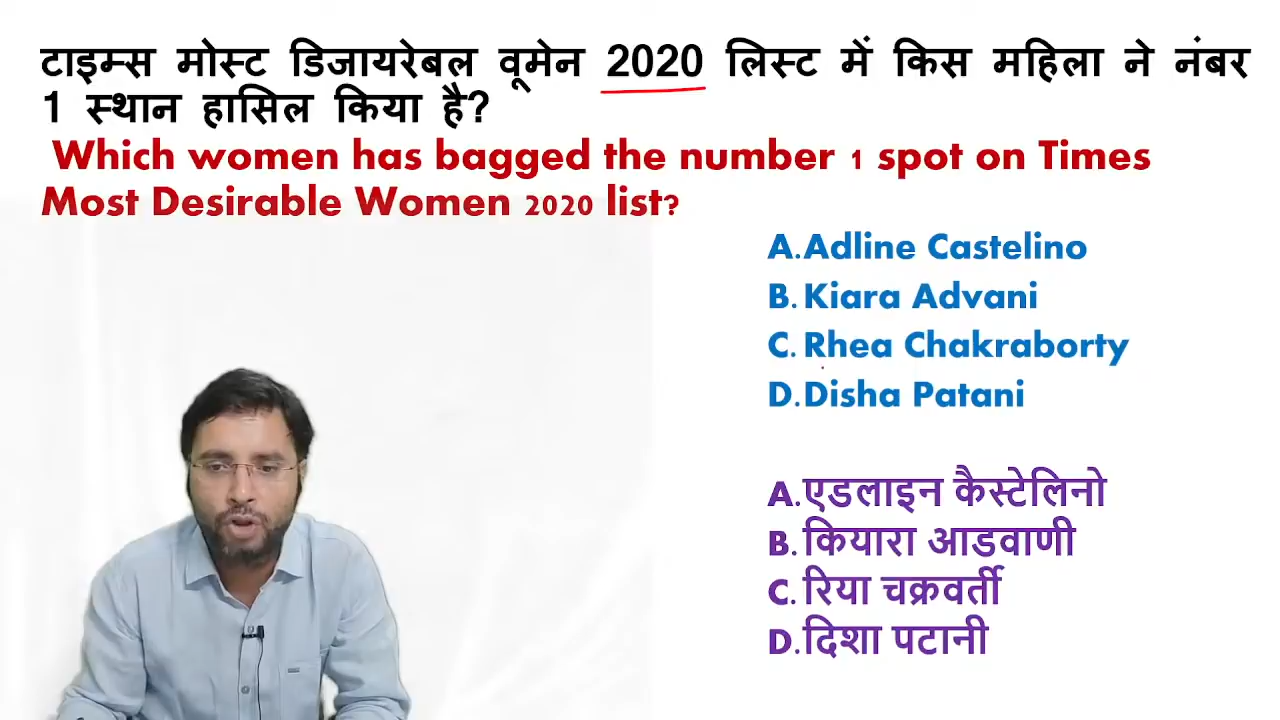 टाइम्स मोस्ट डिजायरेबल वूमेन 2020 लिस्ट में किस महिला ने नंबर
1 स्थान हासिल किया है?
Which women has bagged the number 1 spot on Times
Most Desirable Women 2020 list?
A.Adline Castelino
B. Kiara Advani
C. Rhea Chakraborty
D.Disha Patani
A.एडलाइन कैस्टेलिनो
B. कियारा आडवाणी
C. रिया चक्रवर्ती
D.दिशा पटानी